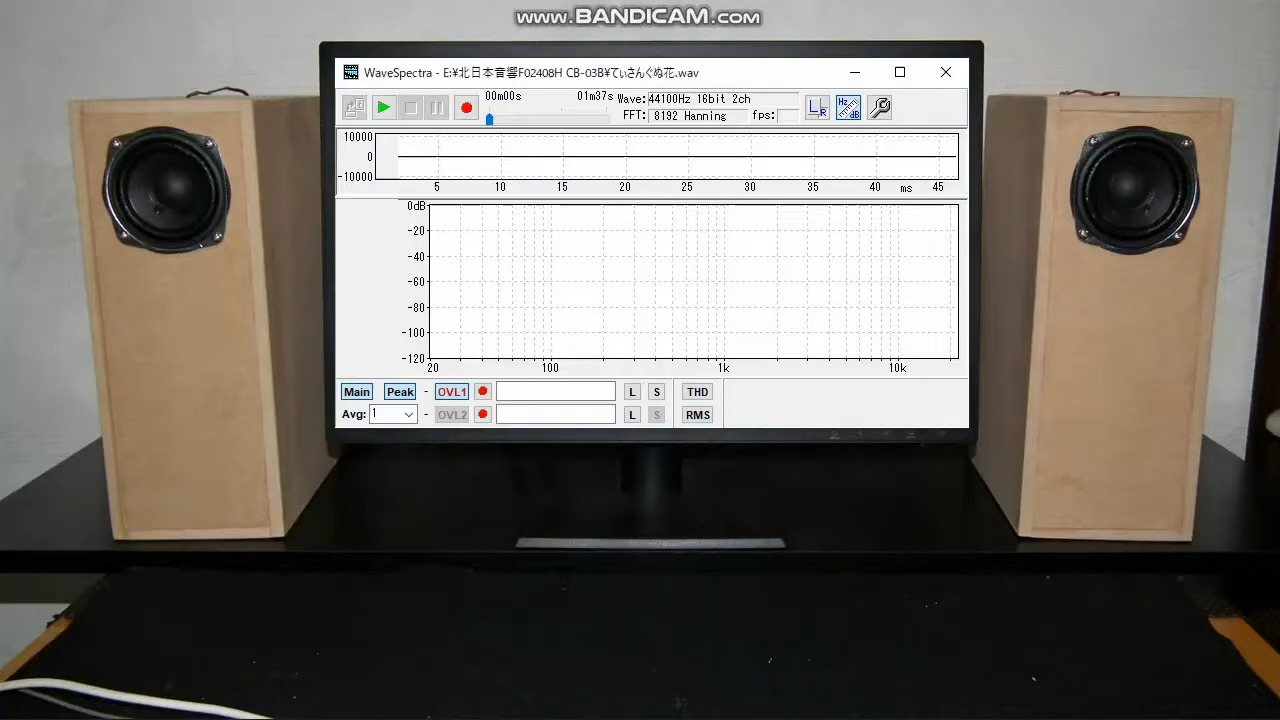 www.BANDICAM.com
WaveSpectra - E:¥北日本音響F02408H CB-03B¥てぃさんぐぬ花.wav
00m00s 01m37s Wave: 44100Hz 16bit 2ch
FFT: 8192 Hanning fps:
L R Hz dB
10000
0
-10000
5 10 15 20 25 30 35 40 ms 45
0dB
-20
-40
-60
-80
-100
-120
20 100 1k 10k
Main Peak - OVL1 L S THD
Avg: 1 - OVL2 L S RMS